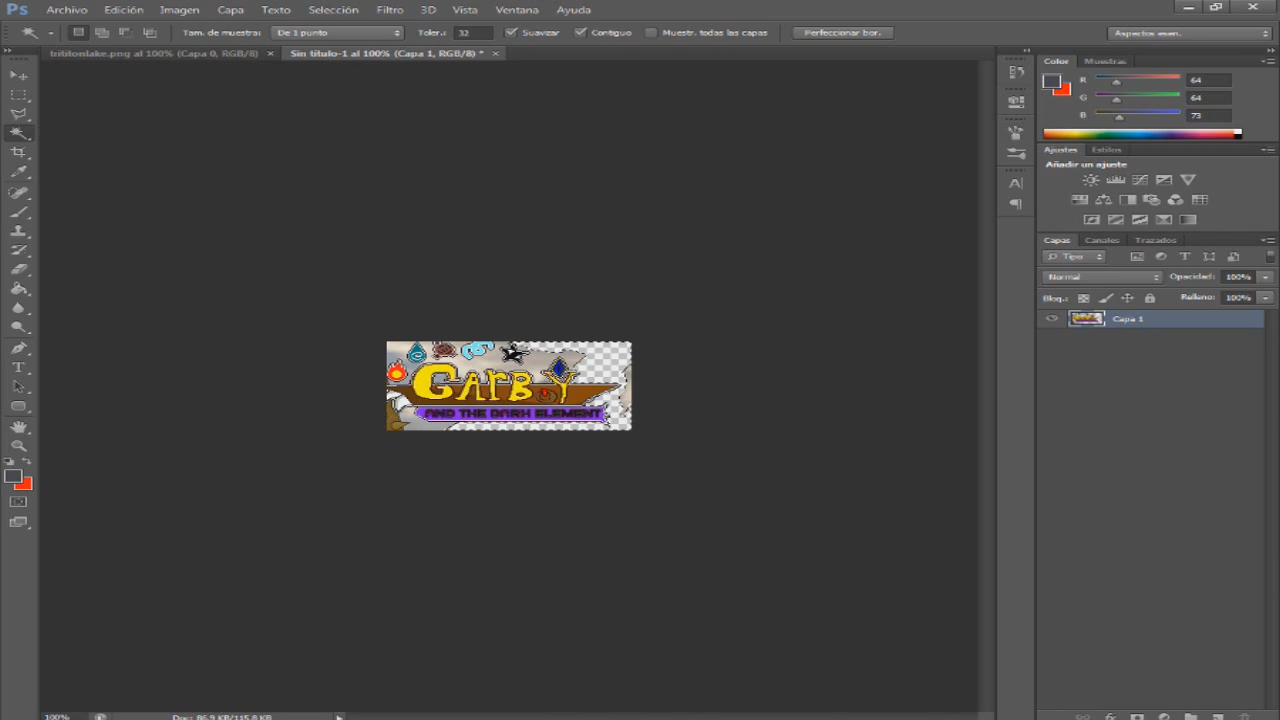 Ps Archivo Edición Imagen Capa Texto Selección Filtro 3D Vista Ventana Ayuda
Tam. de muestra: De 1 punto Toler.: 32 Suavizar Contiguo Muestr. todas las capas Perfeccionar bor. Aspectos esen.
trititonlake.png al 100% (Capa 0, RGB/8) × Sin título-1 al 100% (Capa 1, RGB/8) * ×
Color Muestras
R 64
G 64
B 73
Ajustes Estilos
Añadir un ajuste
Capas Canales Trazados
Tipo
Normal Opacidad: 100%
Bloq.: Relleno: 100%
Capa 1
GARBY
AND THE DARK ELEMENT
100% Doc: 86,9 KB/115,8 KB